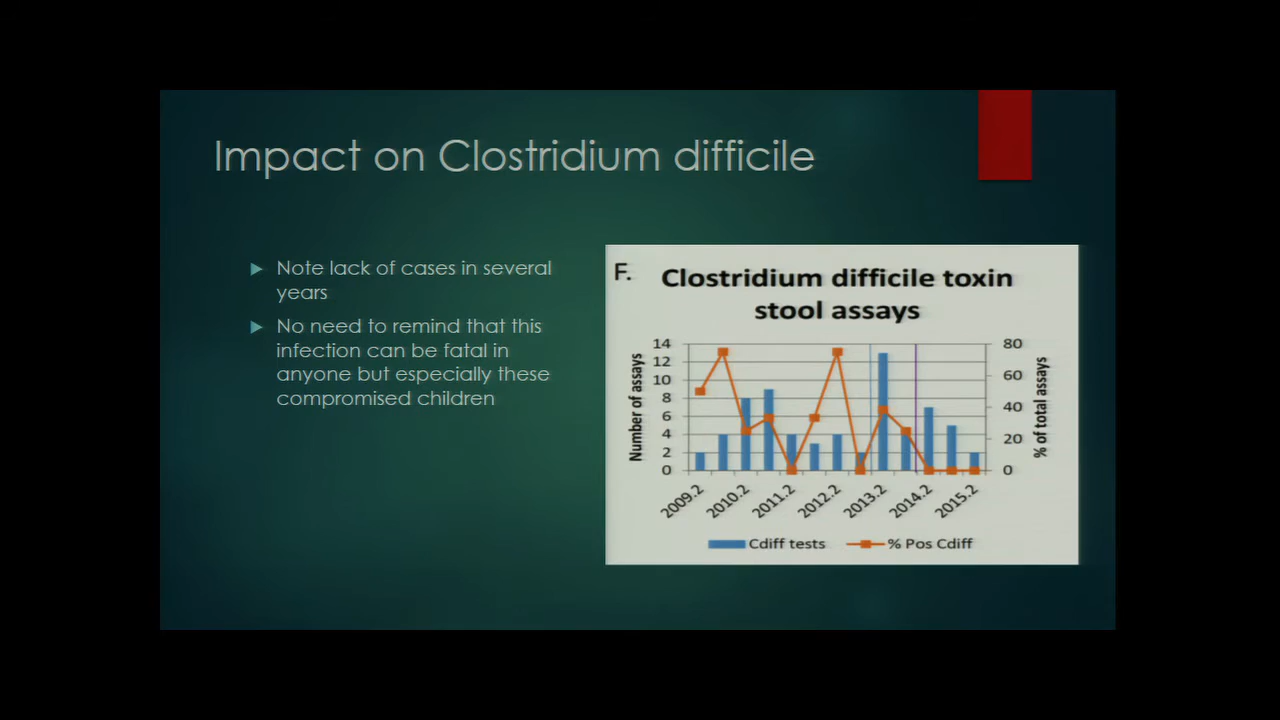 Impact on Clostridium difficile
Note lack of cases in several
years
No need to remind that this
infection can be fatal in
anyone but especially these
compromised children
F.
Clostridium difficile toxin
stool assays
Number of assays
14
12
10
8
6
4
2
0
80
60
40
20
0
% of total assays
2009.2
2010.2
2011.2
2012.2
2013.2
2014.2
2015.2
Cdiff tests
% Pos Cdiff